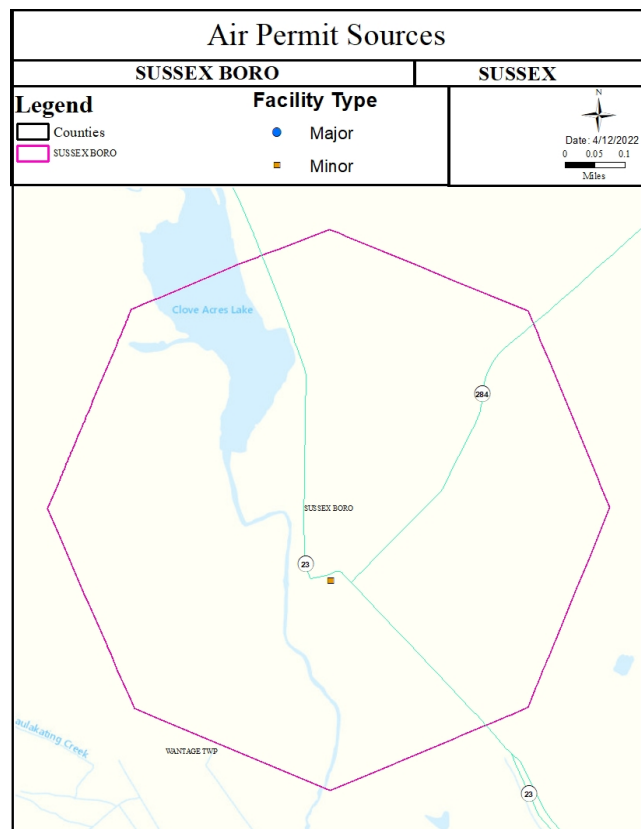 Air Permit Sources
SUSSEX BORO
SUSSEX
Legend
Counties
SUSSEX BORO
Facility Type
Major
Minor
N
Date: 4/12/2022
0 0.05 0.1
Miles
Clove Acres Lake
284
SUSSEX BORO
23
aulakating Creek
WANTAGE TWP
23